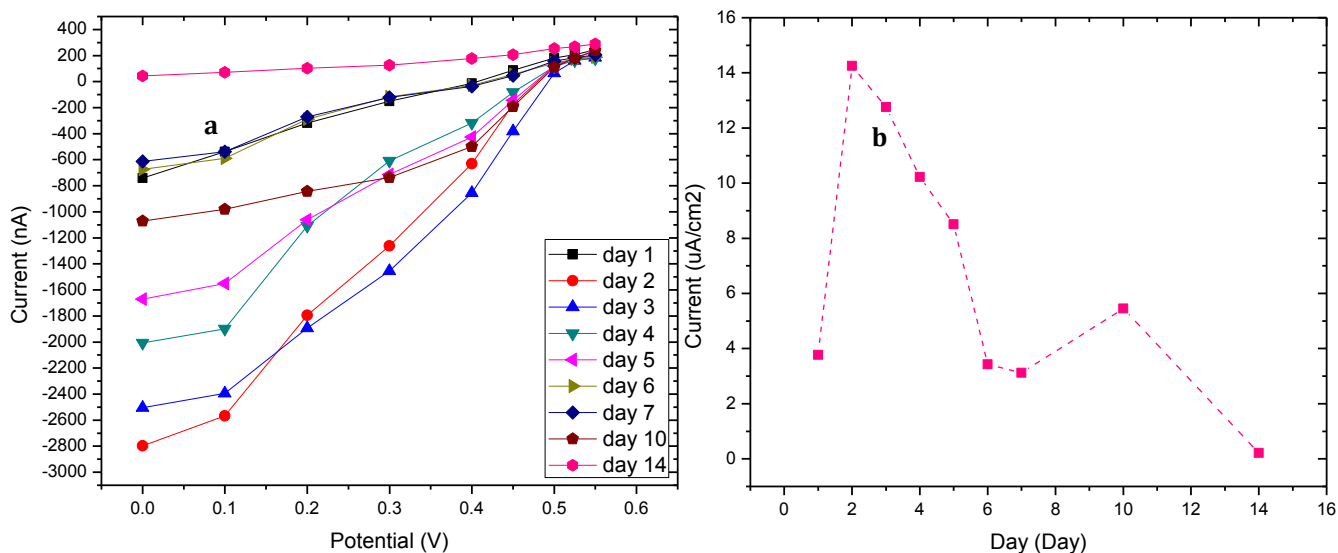 400
200
0
-200
-400
-600
-800
-1000
-1200
-1400
-1600
-1800
-2000
-2200
-2400
-2600
-2800
-3000
Current (nA)
a
day 1
day 2
day 3
day 4
day 5
day 6
day 7
day 10
day 14
0.0 0.1 0.2 0.3 0.4 0.5 0.6
Potential (V)
16
14
12
10
8
6
4
2
0
Current (uA/cm2)
b
0 2 4 6 8 10 12 14 16
Day (Day)